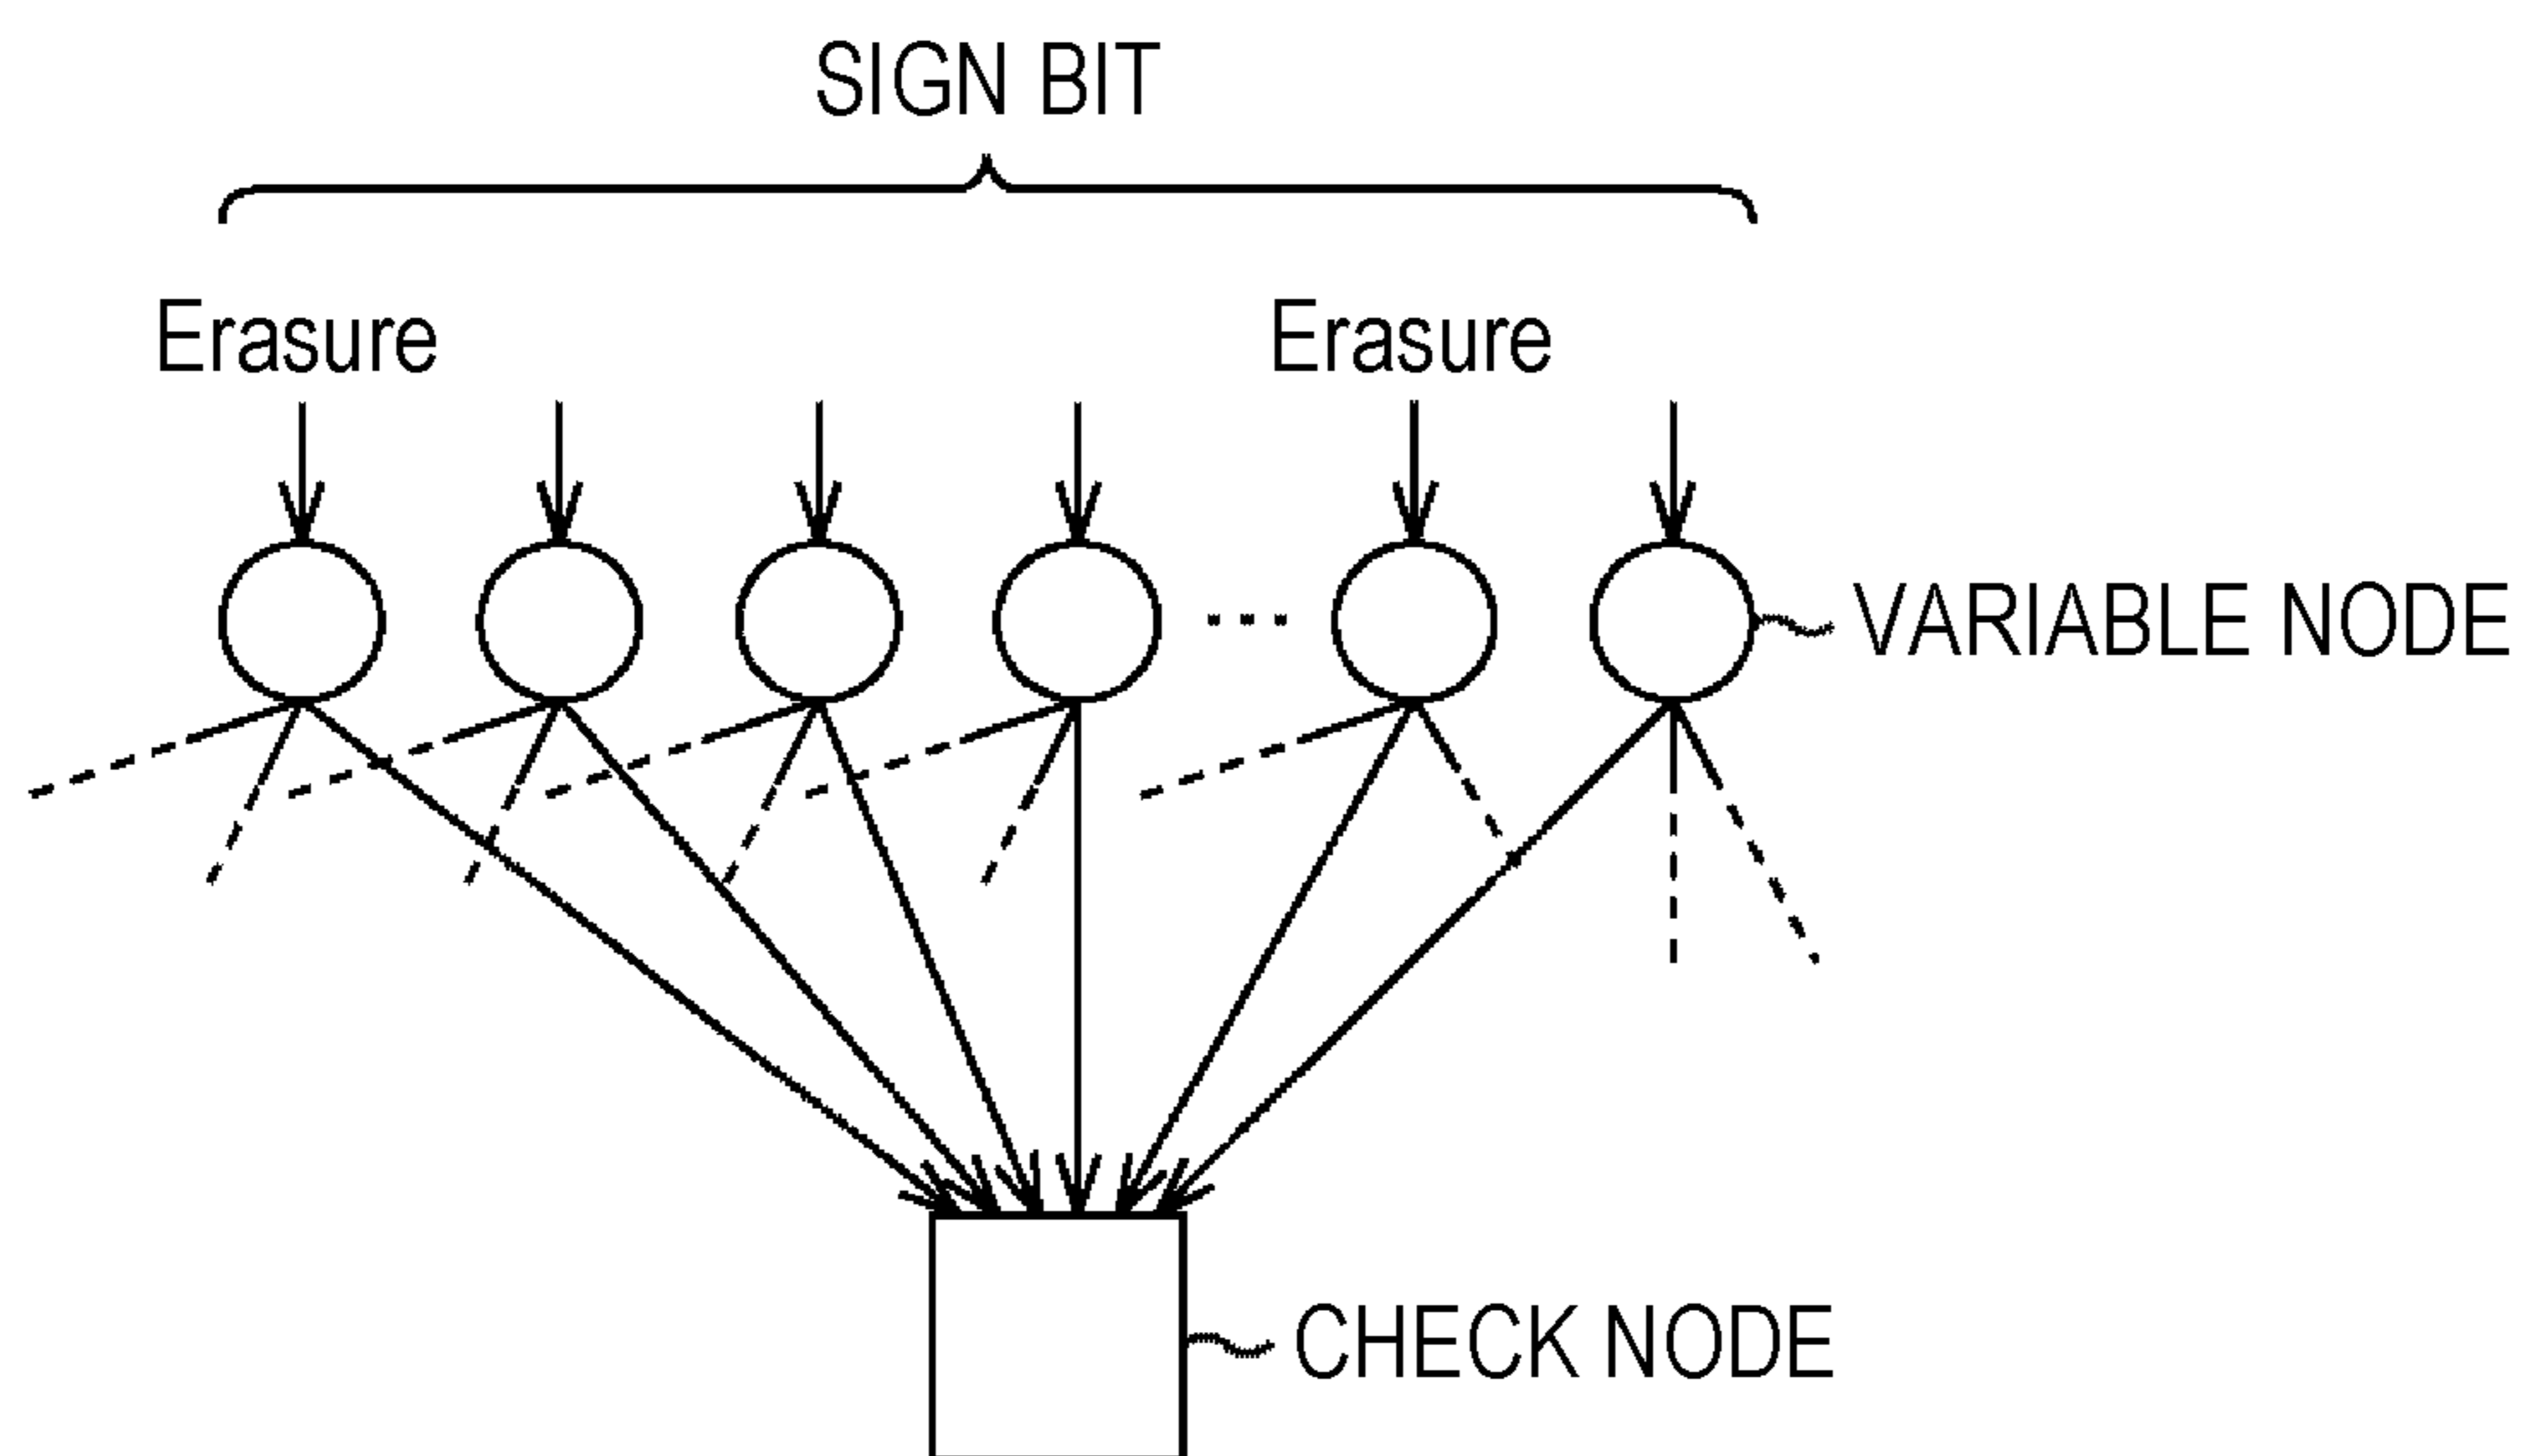 SIGN BIT
Erasure Erasure
...
VARIABLE NODE
CHECK NODE